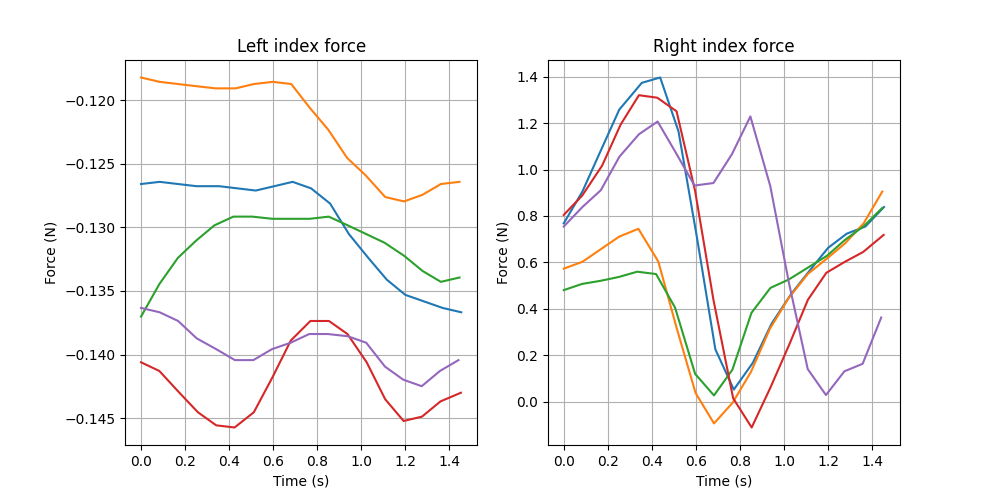 Left index force
Right index force
−0.120
−0.125
−0.130
−0.135
−0.140
−0.145
Force (N)
0.0 0.2 0.4 0.6 0.8 1.0 1.2 1.4
Time (s)
1.4
1.2
1.0
0.8
0.6
0.4
0.2
0.0
Force (N)
0.0 0.2 0.4 0.6 0.8 1.0 1.2 1.4
Time (s)